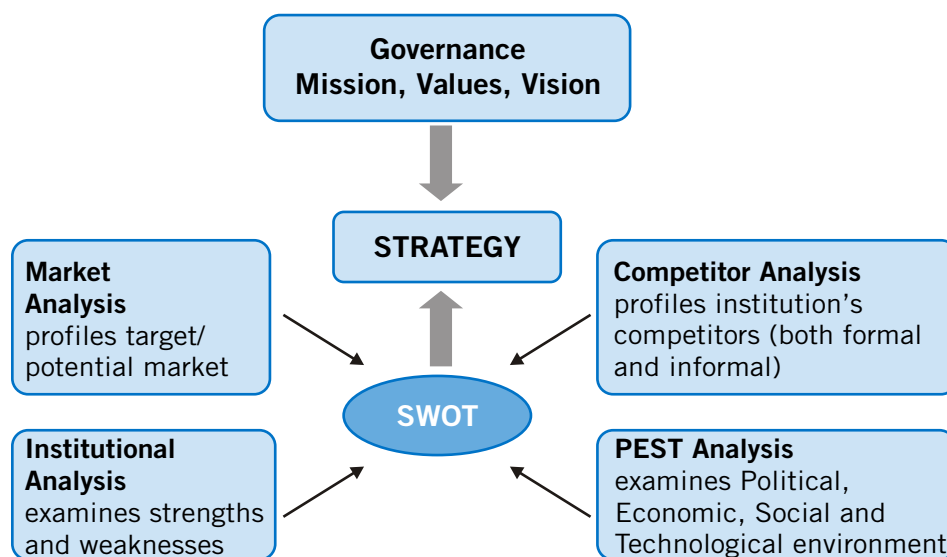 Governance
Mission, Values, Vision
STRATEGY
Market
Analysis
profiles target/
potential market
Competitor Analysis
profiles institution’s
competitors (both formal
and informal)
SWOT
Institutional
Analysis
examines strengths
and weaknesses
PEST Analysis
examines Political,
Economic, Social and
Technological environment